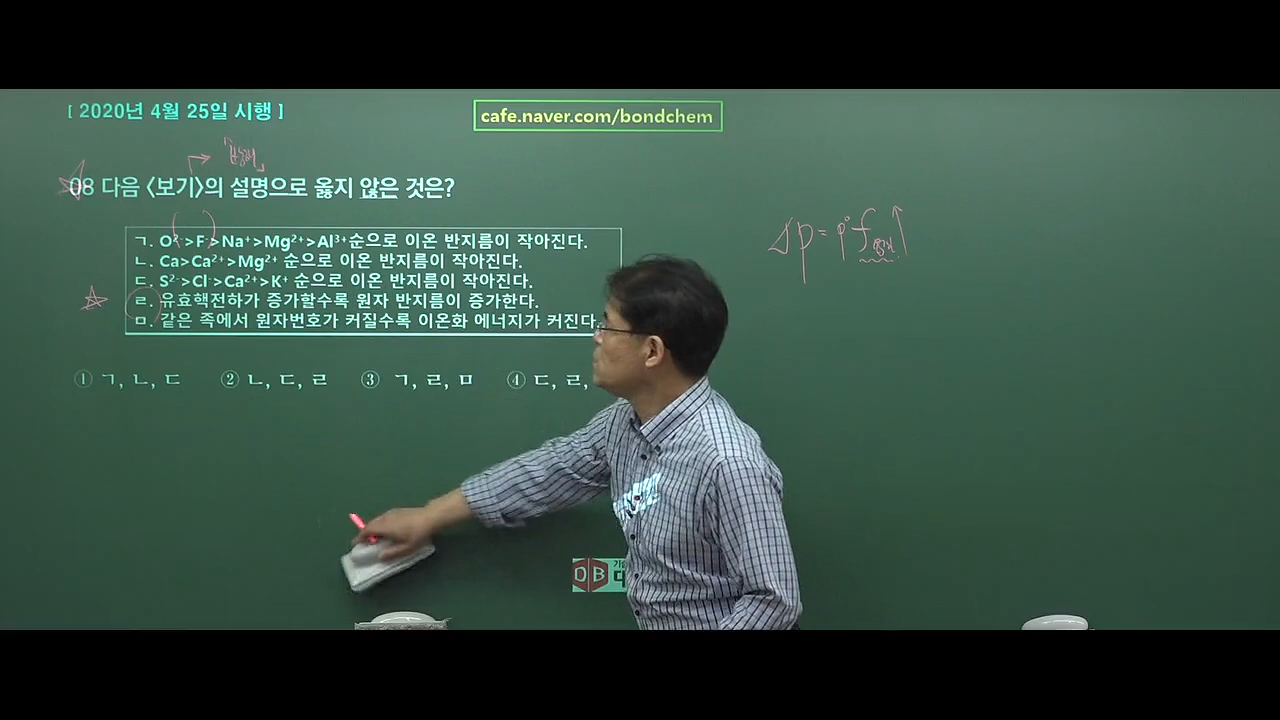 [ 2020년 4월 25일 시행 ]
cafe.naver.com/bondchem
08 다음 <보기>의 설명으로 옳지 않은 것은?
ㄱ. O²⁻>F⁻>Na⁺>Mg²⁺>Al³⁺순으로 이온 반지름이 작아진다.
ㄴ. Ca>Ca²⁺>Mg²⁺ 순으로 이온 반지름이 작아진다.
ㄷ. S²⁻>Cl⁻>Ca²⁺>K⁺ 순으로 이온 반지름이 작아진다.
ㄹ. 유효핵전하가 증가할수록 원자 반지름이 증가한다.
ㅁ. 같은 족에서 원자번호가 커질수록 이온화 에너지가 커진다.
① ㄱ, ㄴ, ㄷ ② ㄴ, ㄷ, ㄹ ③ ㄱ, ㄹ, ㅁ ④ ㄷ, ㄹ,
ΔP = P° f
DB